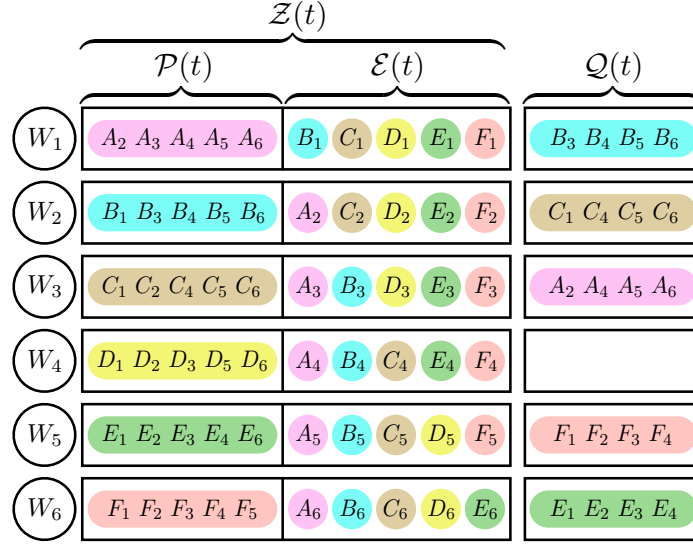 Z(t)
P(t) E(t) Q(t)
W₁ A₂ A₃ A₄ A₅ A₆ B₁ C₁ D₁ E₁ F₁ B₃ B₄ B₅ B₆
W₂ B₁ B₃ B₄ B₅ B₆ A₂ C₂ D₂ E₂ F₂ C₁ C₄ C₅ C₆
W₃ C₁ C₂ C₄ C₅ C₆ A₃ B₃ D₃ E₃ F₃ A₂ A₄ A₅ A₆
W₄ D₁ D₂ D₃ D₅ D₆ A₄ B₄ C₄ E₄ F₄
W₅ E₁ E₂ E₃ E₄ E₆ A₅ B₅ C₅ D₅ F₅ F₁ F₂ F₃ F₄
W₆ F₁ F₂ F₃ F₄ F₅ A₆ B₆ C₆ D₆ E₆ E₁ E₂ E₃ E₄